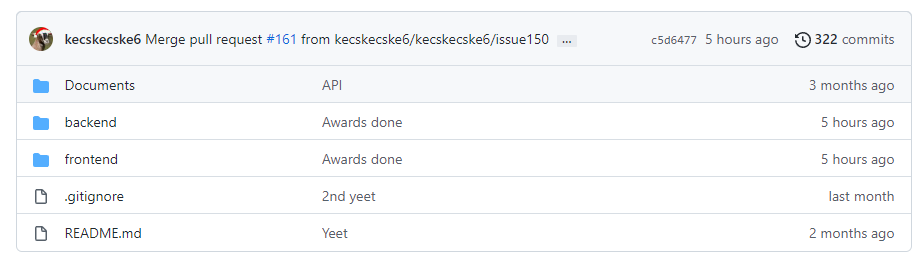 kecskecske6 Merge pull request #161 from kecskecske6/kecskecske6/issue150 ... c5d6477 5 hours ago 322 commits
Documents API 3 months ago
backend Awards done 5 hours ago
frontend Awards done 5 hours ago
.gitignore 2nd yeet last month
README.md Yeet 2 months ago